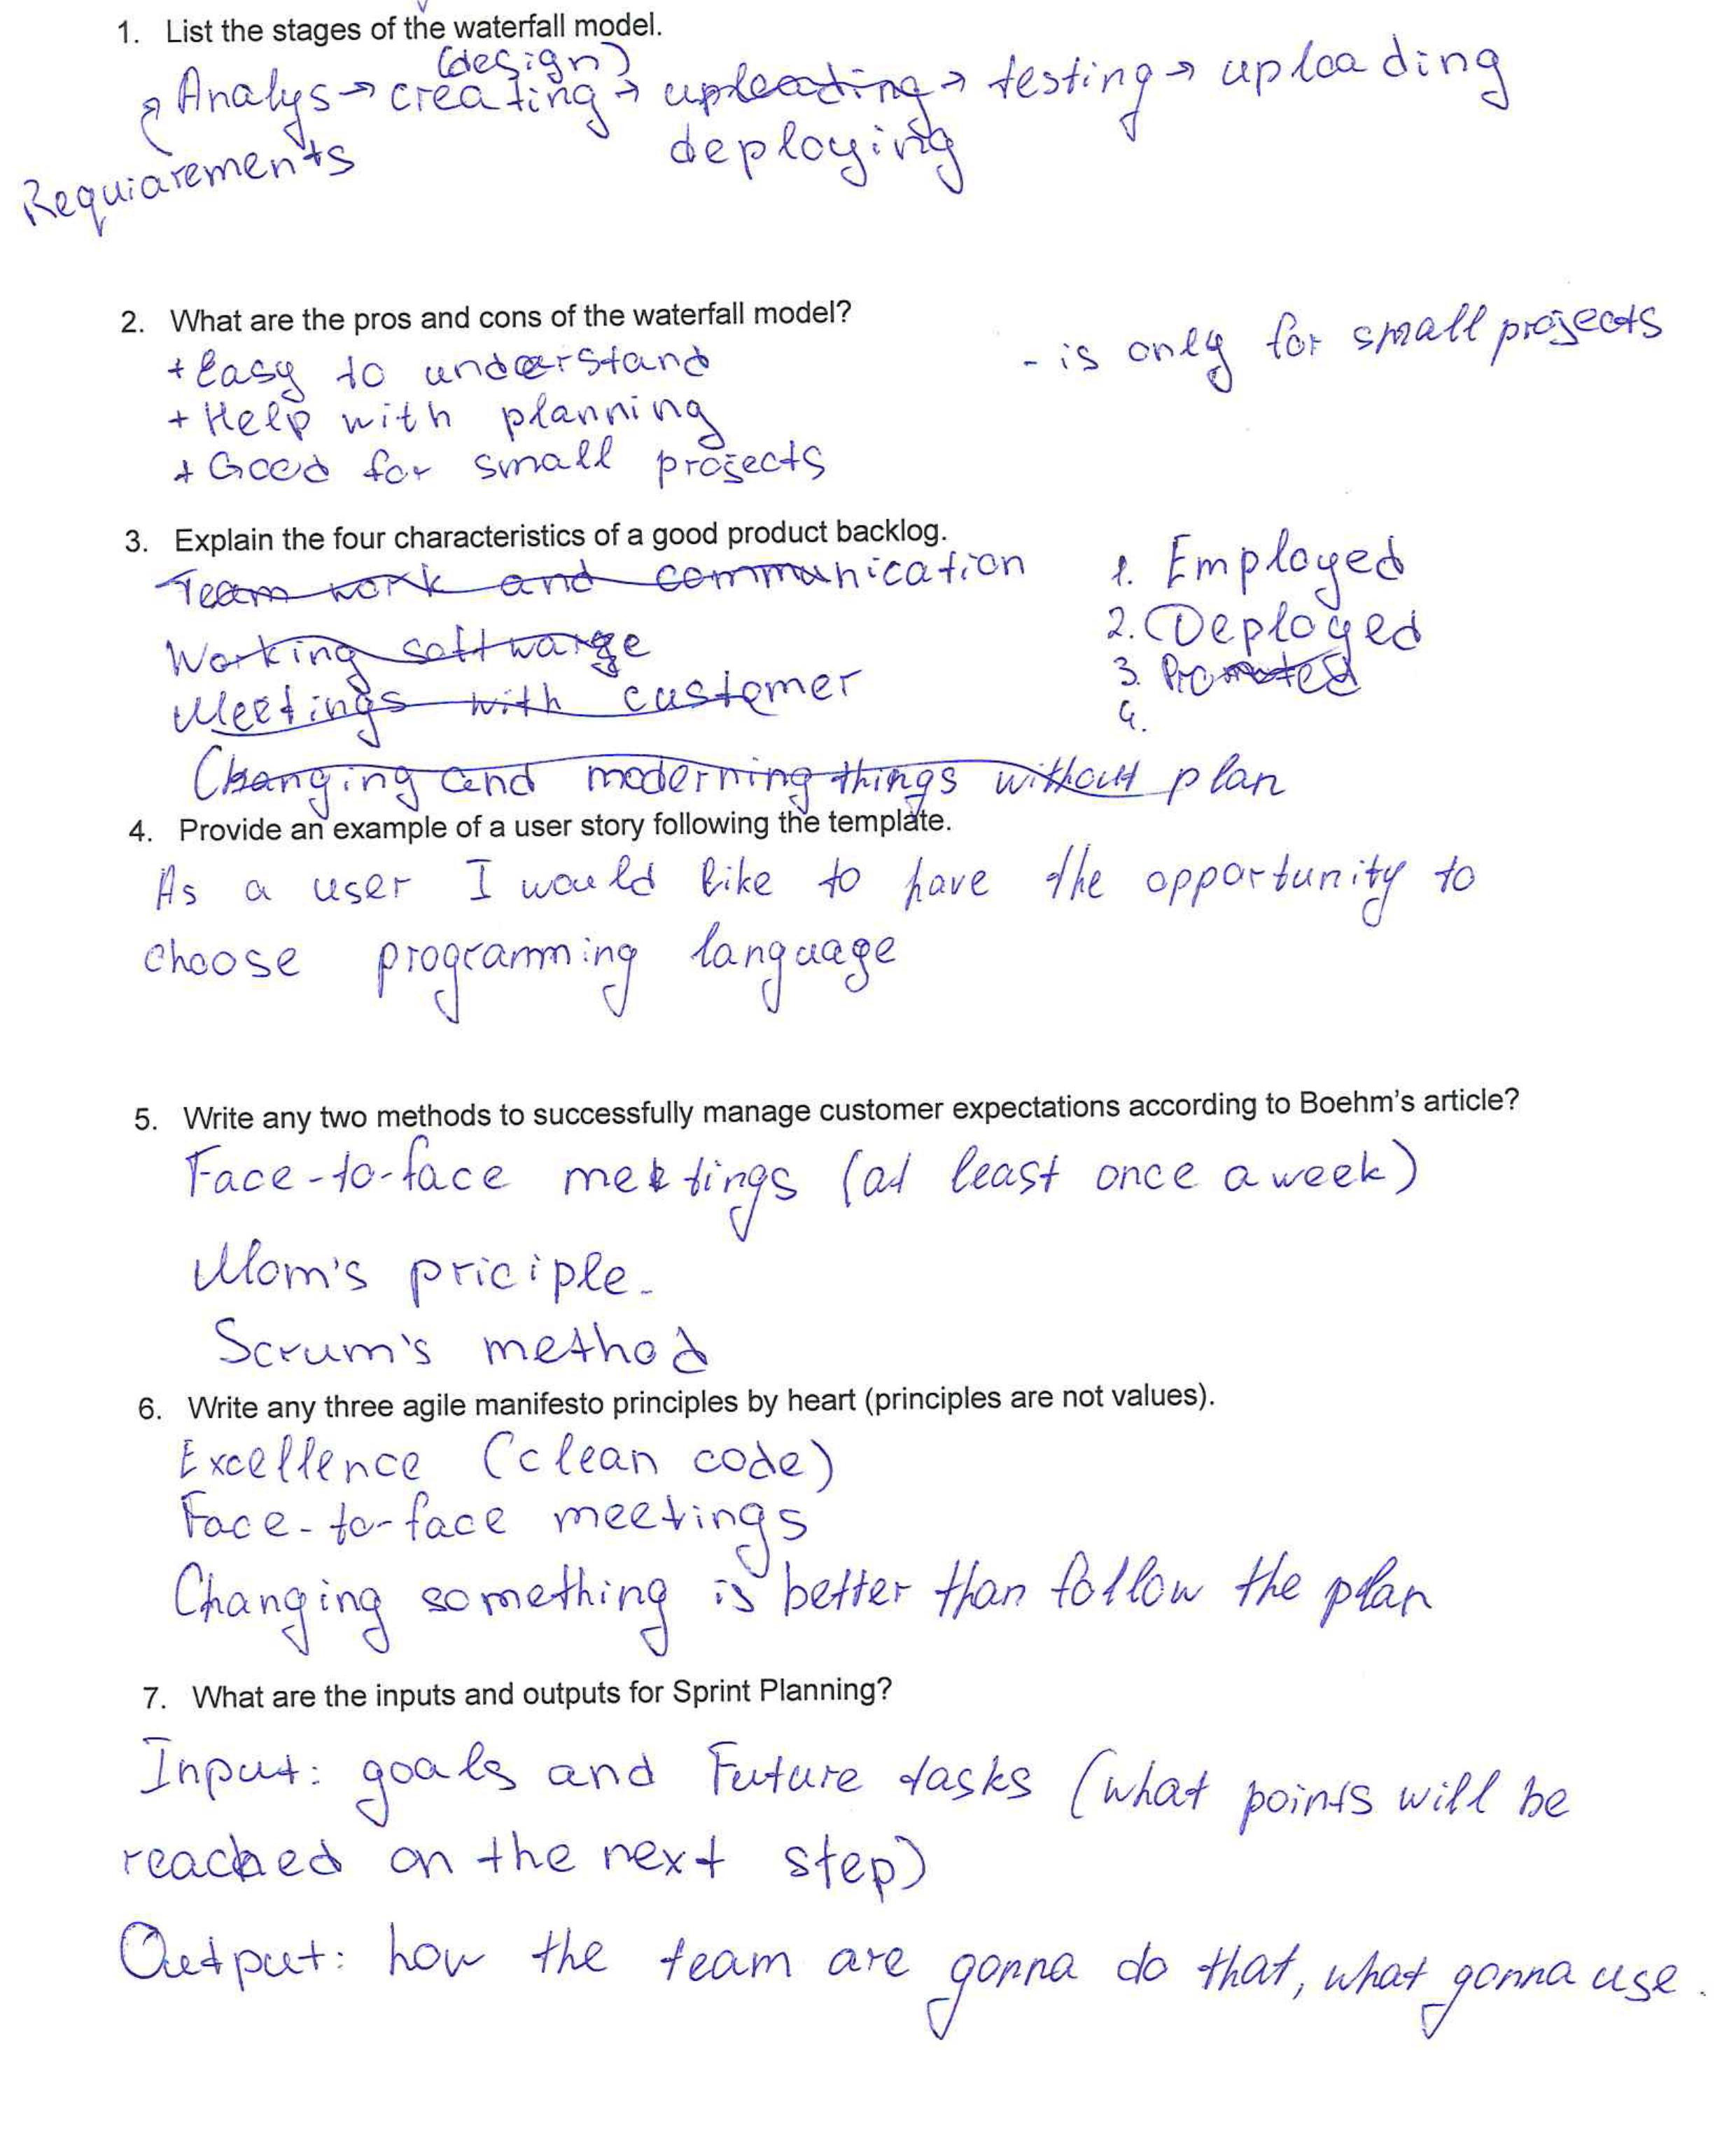 1. List the stages of the waterfall model.
(design)
Analys → creating → uploading → testing → uploading
Requiarements
deploying
2. What are the pros and cons of the waterfall model?
+ Easy to understand
+ Help with planning
+ Good for small projects
- is only for small projects
3. Explain the four characteristics of a good product backlog.
Team work and communication
Working software
Meetings with customer
Changing and moderning things without plan
1. Employed
2. Deployed
3. Promoted
4.
4. Provide an example of a user story following the template.
As a user I would like to have the opportunity to
choose programming language
5. Write any two methods to successfully manage customer expectations according to Boehm's article?
Face-to-face meetings (at least once a week)
Mom's priciple.
Scrum's method
6. Write any three agile manifesto principles by heart (principles are not values).
Excellence (clean code)
Face-to-face meetings
Changing something is better than follow the plan
7. What are the inputs and outputs for Sprint Planning?
Input: goals and Future tasks (what points will be
reached on the next step)
Output: how the team are gonna do that, what gonna use.